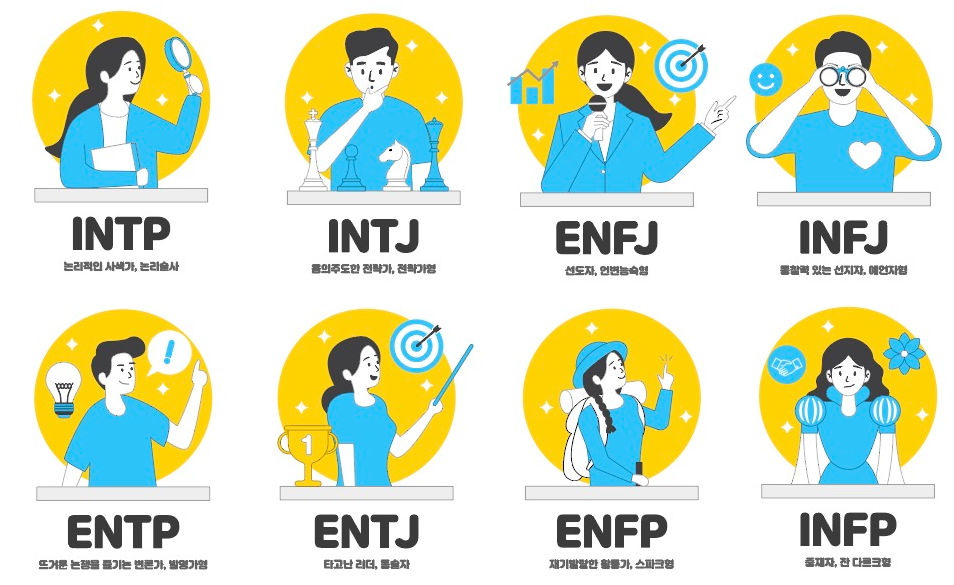 INTP
INTJ
ENFJ
INFJ
논리적인 사색가, 논리술사
용의주도한 전략가, 전략가형
선도자, 언변능숙형
통찰력 있는 선지자, 예언자형
1
ENTP
ENTJ
ENFP
INFP
뜨거운 논쟁을 즐기는 변론가, 발명가형
타고난 리더, 통솔자
재기발랄한 활동가, 스파크형
중재자, 잔 다르크형